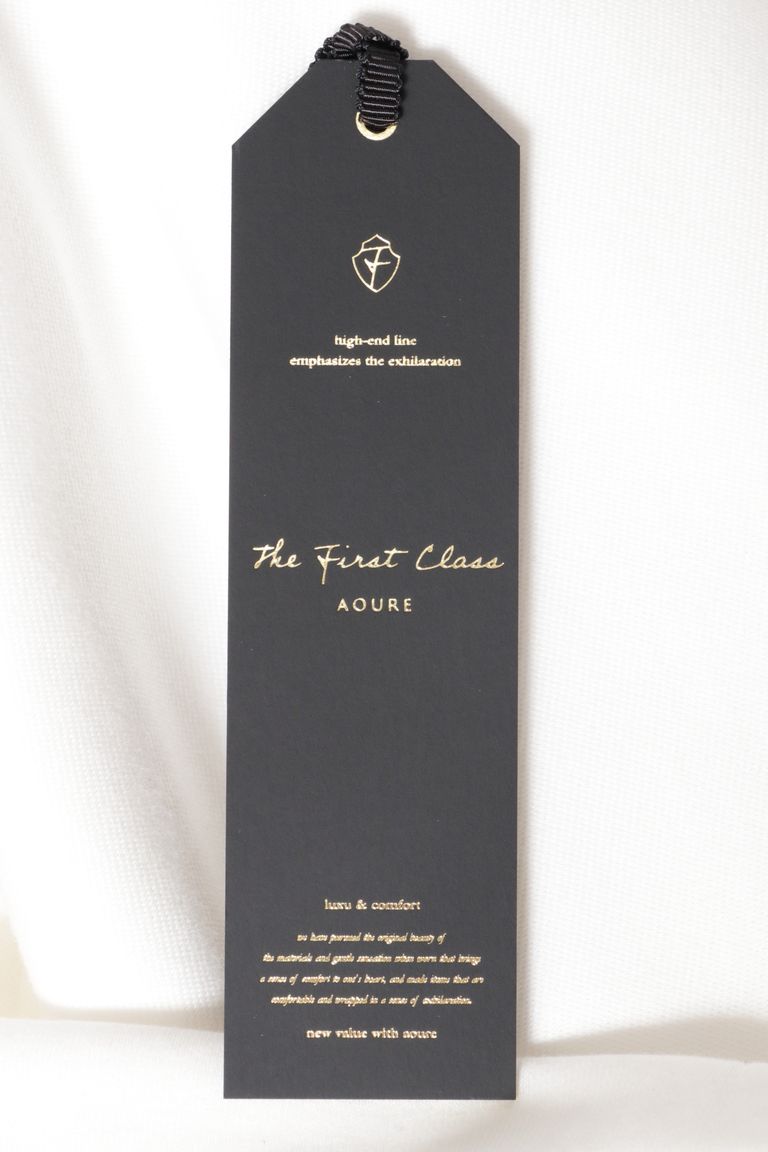 F
high-end line
emphasizes the exhilaration
The First Class
AOURE
luxu & comfort
we have pursued the original beauty of
the materials and gentle sensation when worn that brings
a sense of comfort to one's hears, and made items that are
comfortable and wrapped in a sense of exhilaration.
new value with aoure